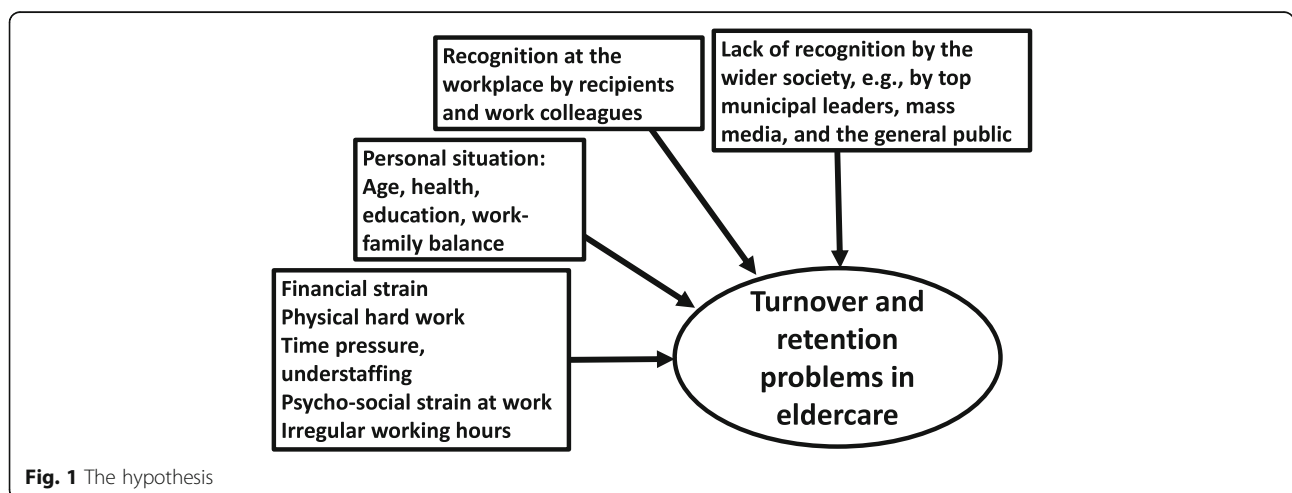 Recognition at the
workplace by recipients
and work colleagues
Lack of recognition by the
wider society, e.g., by top
municipal leaders, mass
media, and the general public
Personal situation:
Age, health,
education, work-
family balance
Financial strain
Physical hard work
Time pressure,
understaffing
Psycho-social strain at work
Irregular working hours
Turnover and
retention
problems in
eldercare
Fig. 1 The hypothesis